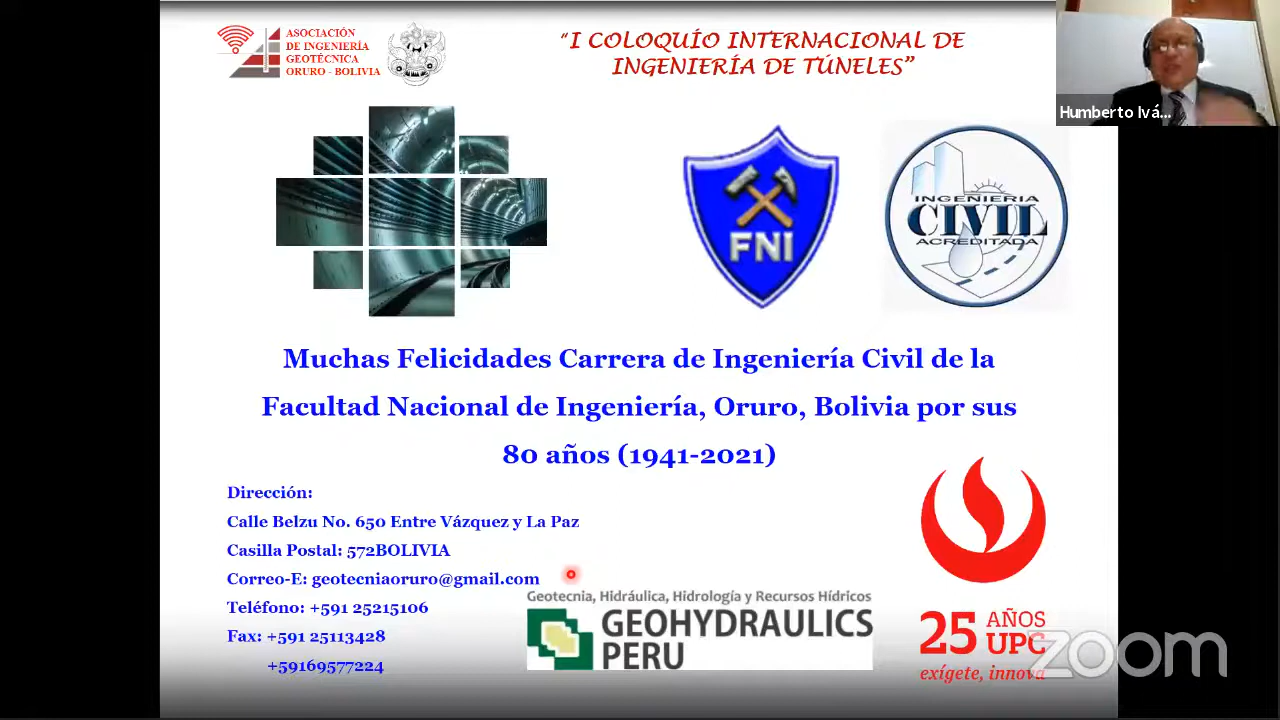 ASOCIACIÓN
DE INGENIERÍA
GEOTÉCNICA
ORURO - BOLIVIA
“I COLOQUÍO INTERNACIONAL DE
INGENIERÍA DE TÚNELES”
Humberto Ivá...
FNI
INGENIERIA
CIVIL
ACREDITADA
Muchas Felicidades Carrera de Ingeniería Civil de la
Facultad Nacional de Ingeniería, Oruro, Bolivia por sus
80 años (1941-2021)
Dirección:
Calle Belzu No. 650 Entre Vázquez y La Paz
Casilla Postal: 572BOLIVIA
Correo-E: geotecniaoruro@gmail.com
Teléfono: +591 25215106
Fax: +591 25113428
+59169577224
Geotecnia, Hidráulica, Hidrología y Recursos Hídricos
GEOHYDRAULICS
PERU
25 AÑOS
UPC
exígete, innova
zoom